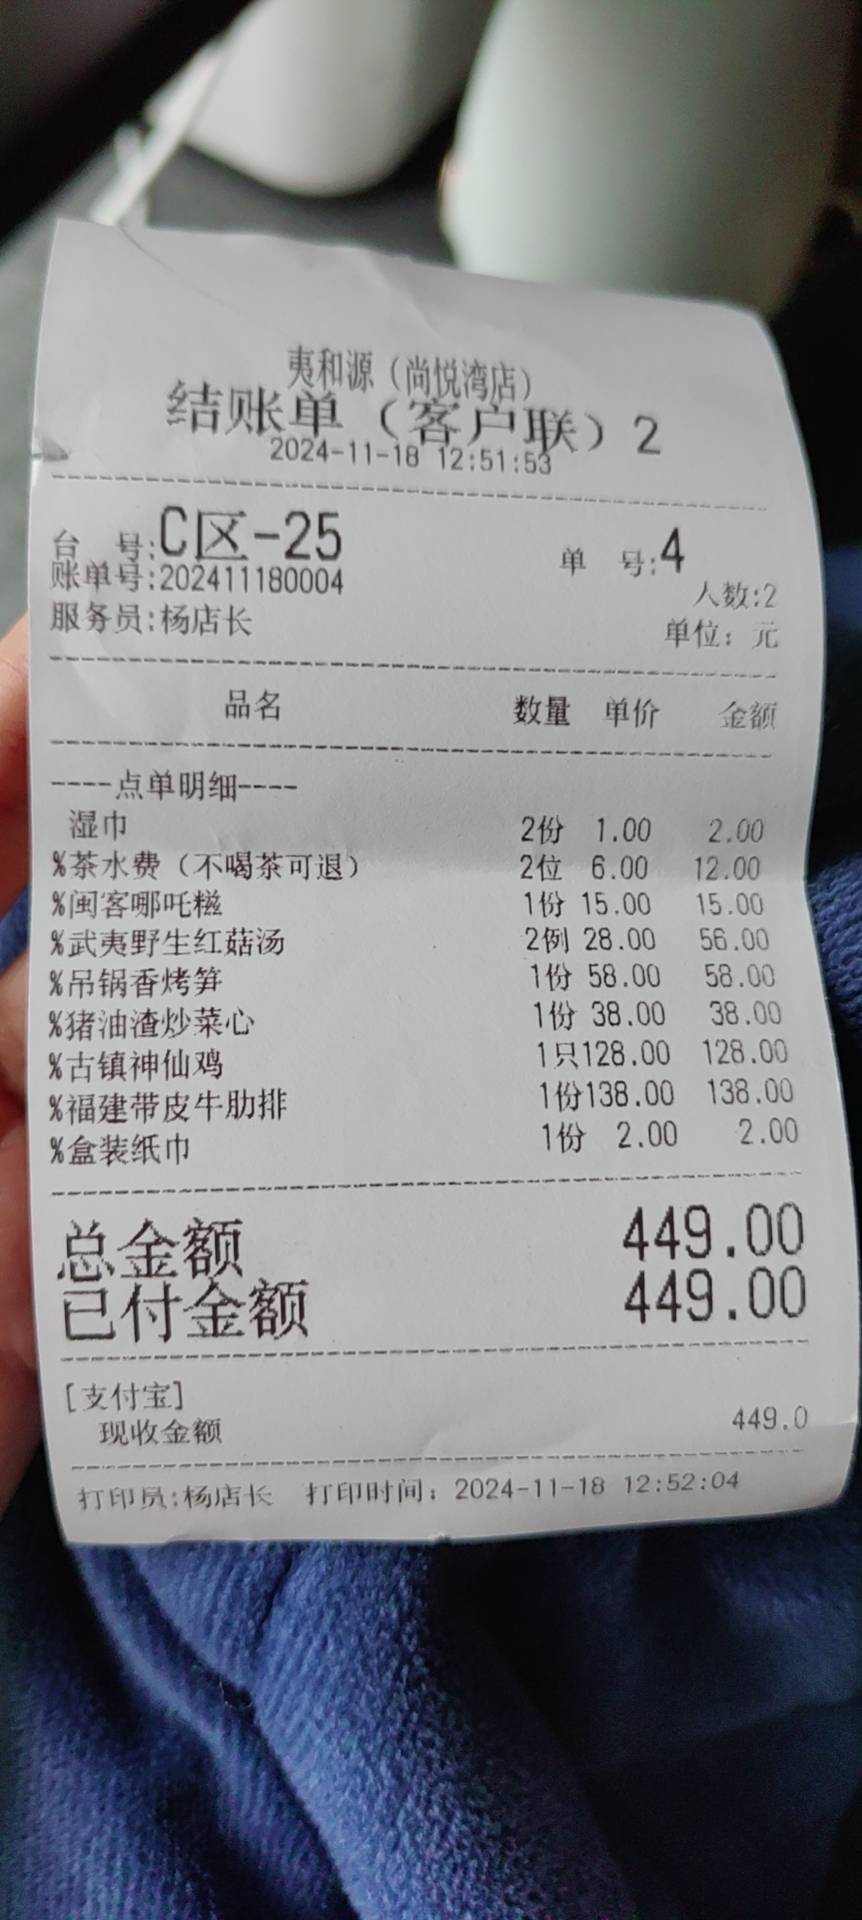 夷和源（尚悦湾店）
结账单（客户联）2
2024-11-18 12:51:53
台 号:C区-25 单 号:4
账单号:202411180004 人数:2
服务员:杨店长 单位：元
品名 数量 单价 金额
----点单明细----
湿巾 2份 1.00 2.00
%茶水费（不喝茶可退） 2位 6.00 12.00
%闽客哪吒糍 1份 15.00 15.00
%武夷野生红菇汤 2例 28.00 56.00
%吊锅香烤笋 1份 58.00 58.00
%猪油渣炒菜心 1份 38.00 38.00
%古镇神仙鸡 1只128.00 128.00
%福建带皮牛肋排 1份138.00 138.00
%盒装纸巾 1份 2.00 2.00
总金额 449.00
已付金额 449.00
[支付宝]
现收金额 449.0
打印员:杨店长 打印时间：2024-11-18 12:52:04